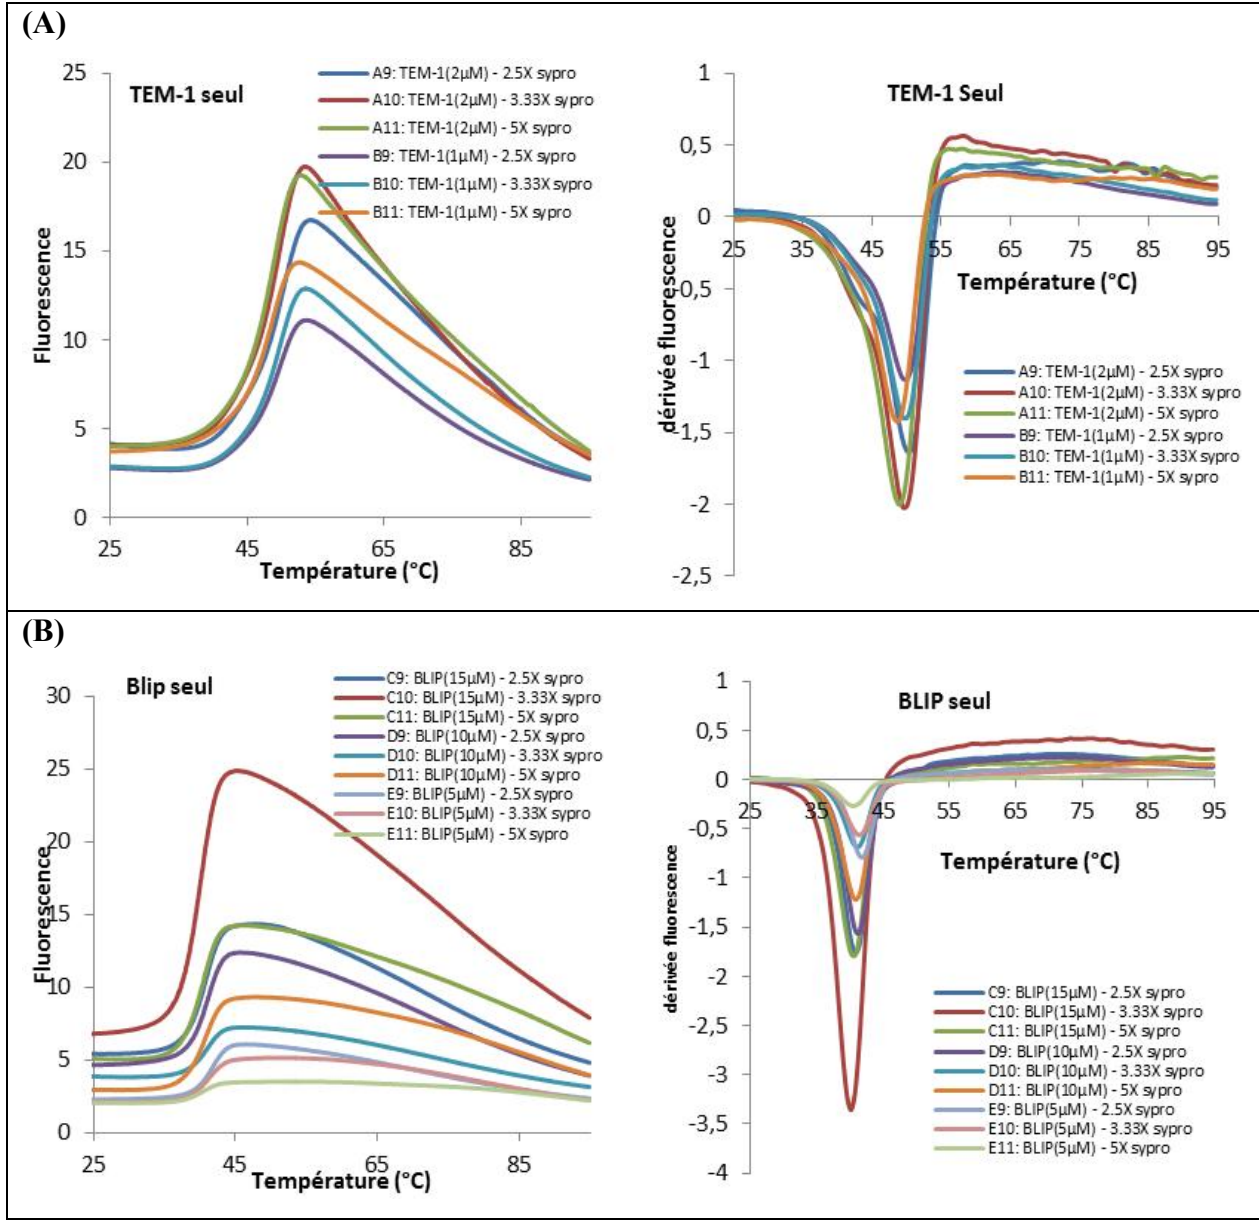 (A)
TEM-1 seul
A9: TEM-1(2µM) - 2.5X sypro
A10: TEM-1(2µM) - 3.33X sypro
A11: TEM-1(2µM) - 5X sypro
B9: TEM-1(1µM) - 2.5X sypro
B10: TEM-1(1µM) - 3.33X sypro
B11: TEM-1(1µM) - 5X sypro
Fluorescence
25
20
15
10
5
0
25
45
65
85
Température (°C)
TEM-1 Seul
dérivée fluorescence
1
0,5
0
-0,5
-1
-1,5
-2
-2,5
25
35
45
55
65
75
85
95
Température (°C)
A9: TEM-1(2µM) - 2.5X sypro
A10: TEM-1(2µM) - 3.33X sypro
A11: TEM-1(2µM) - 5X sypro
B9: TEM-1(1µM) - 2.5X sypro
B10: TEM-1(1µM) - 3.33X sypro
B11: TEM-1(1µM) - 5X sypro
(B)
Blip seul
C9: BLIP(15µM) - 2.5X sypro
C10: BLIP(15µM) - 3.33X sypro
C11: BLIP(15µM) - 5X sypro
D9: BLIP(10µM) - 2.5X sypro
D10: BLIP(10µM) - 3.33X sypro
D11: BLIP(10µM) - 5X sypro
E9: BLIP(5µM) - 2.5X sypro
E10: BLIP(5µM) - 3.33X sypro
E11: BLIP(5µM) - 5X sypro
Fluorescence
30
25
20
15
10
5
0
25
45
65
85
Température (°C)
BLIP seul
dérivée fluorescence
1
0,5
0
-0,5
-1
-1,5
-2
-2,5
-3
-3,5
-4
25
35
45
55
65
75
85
95
Température (°C)
C9: BLIP(15µM) - 2.5X sypro
C10: BLIP(15µM) - 3.33X sypro
C11: BLIP(15µM) - 5X sypro
D9: BLIP(10µM) - 2.5X sypro
D10: BLIP(10µM) - 3.33X sypro
D11: BLIP(10µM) - 5X sypro
E9: BLIP(5µM) - 2.5X sypro
E10: BLIP(5µM) - 3.33X sypro
E11: BLIP(5µM) - 5X sypro